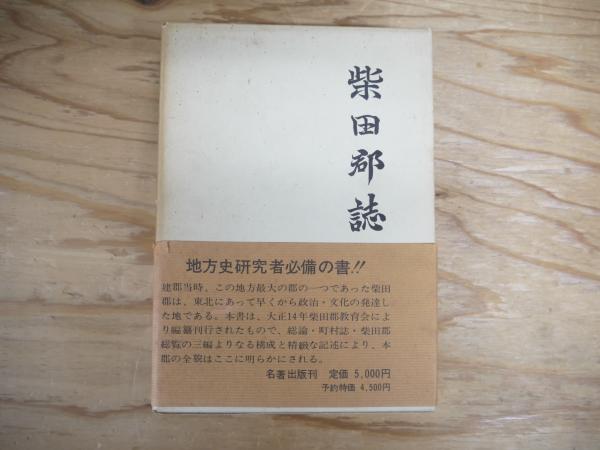 柴田郡誌
地方史研究者必備の書!!
建郡当時、この地方最大の郡の一つであった柴田
郡は、東北にあって早くから政治・文化の発達し
た地である。本書は、大正14年柴田郡教育会によ
り編纂刊行されたもので、総論・町村誌・柴田郡
総覧の三編よりなる構成と精緻な記述により、本
郡の全貌はここに明らかにされる。
名著出版刊 定価 5,000円
予約特価 4,500円